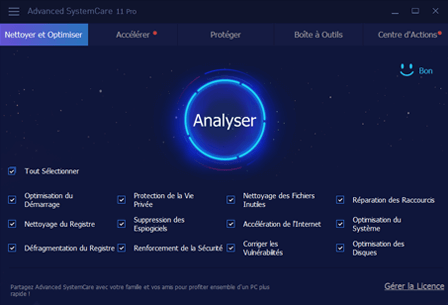 Advanced SystemCare 11 Pro
Nettoyer et Optimiser
Accélérer
Protéger
Boîte à Outils
Centre d'Actions
Bon
Analyser
Tout Sélectionner
Optimisation du
Démarrage
Protection de la Vie
Privée
Nettoyage des Fichiers
Inutiles
Réparation des Raccourcis
Nettoyage du Registre
Suppression des
Espiogiciels
Accélération de l'Internet
Optimisation du
Système
Défragmentation du Registre
Renforcement de la Sécurité
Corriger les
Vulnérabilités
Optimisation des
Disques
Partagez Advanced SystemCare avec votre famille et vos amis pour profiter ensemble d'un PC plus
rapide !
Gérer la Licence